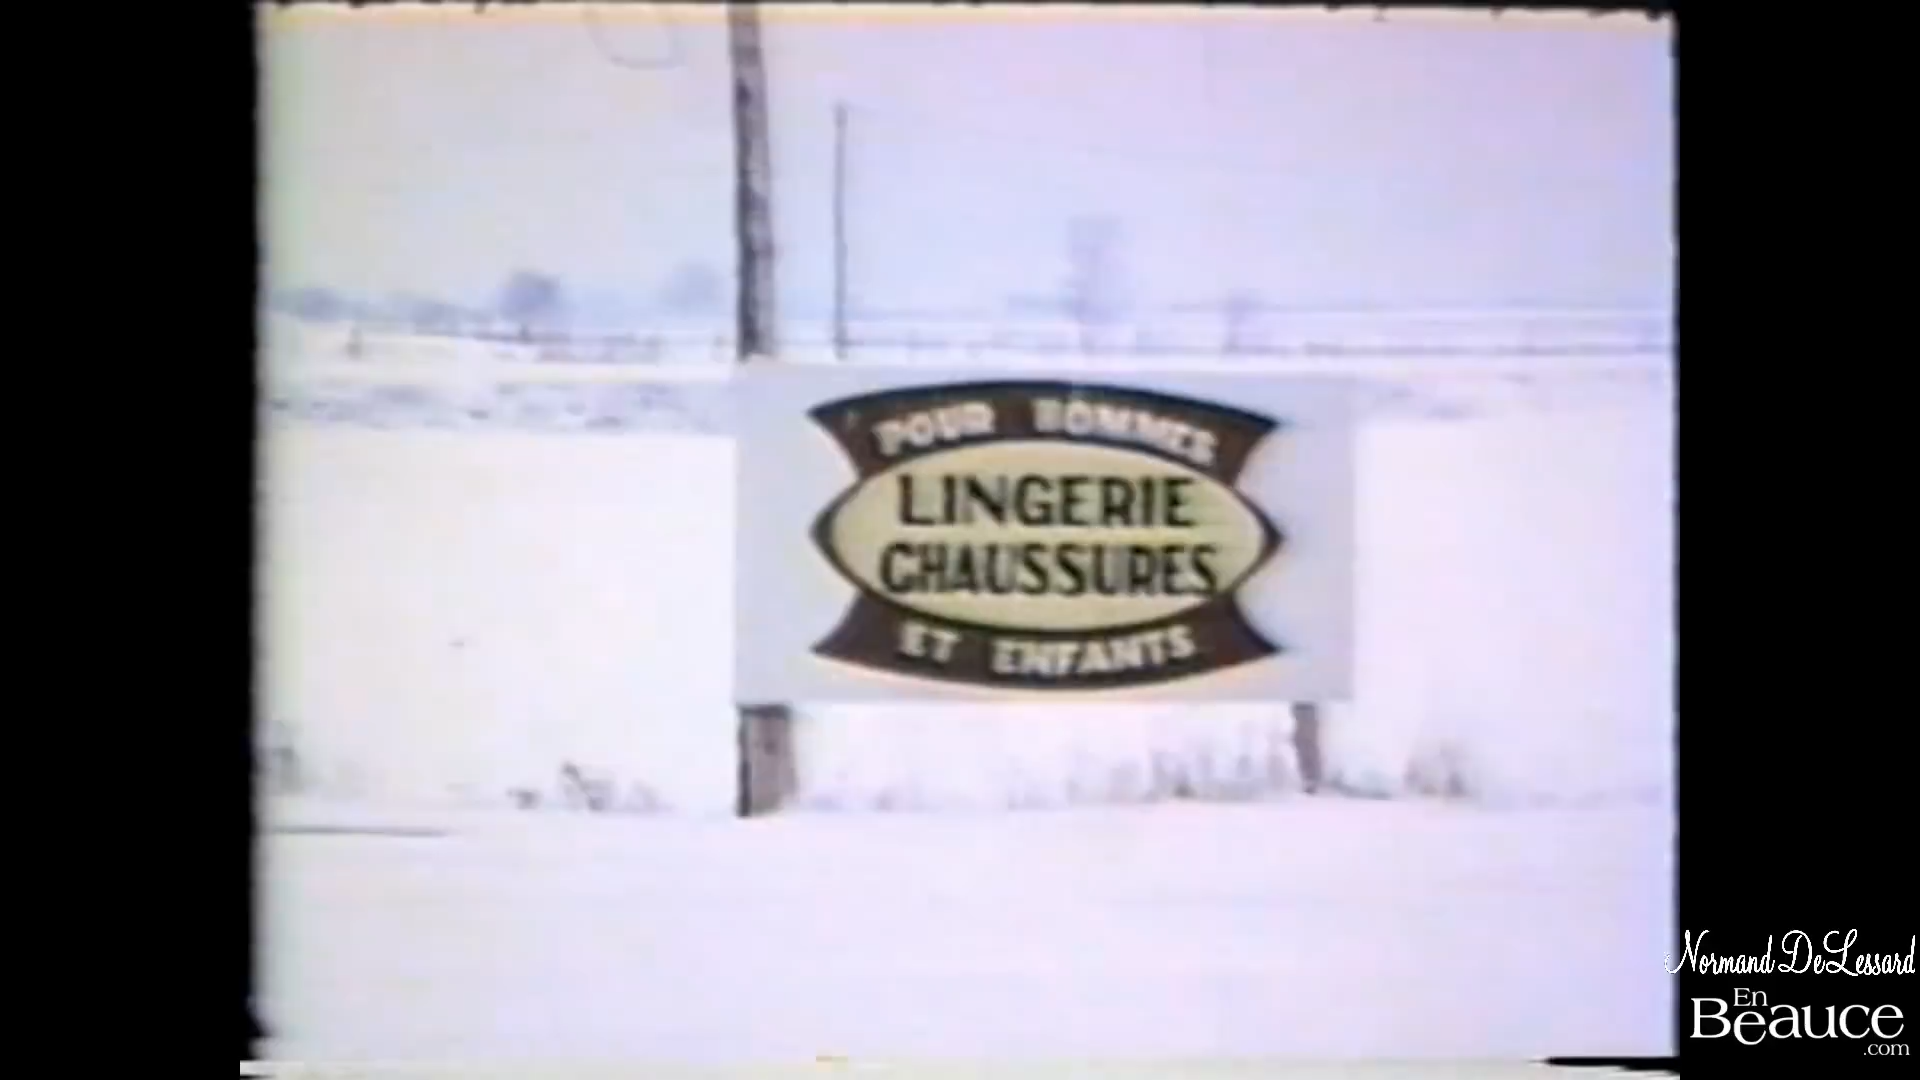 POUR HOMMES
LINGERIE
CHAUSSURES
ET ENFANTS
Normand DeLessard
En
Beauce
.com